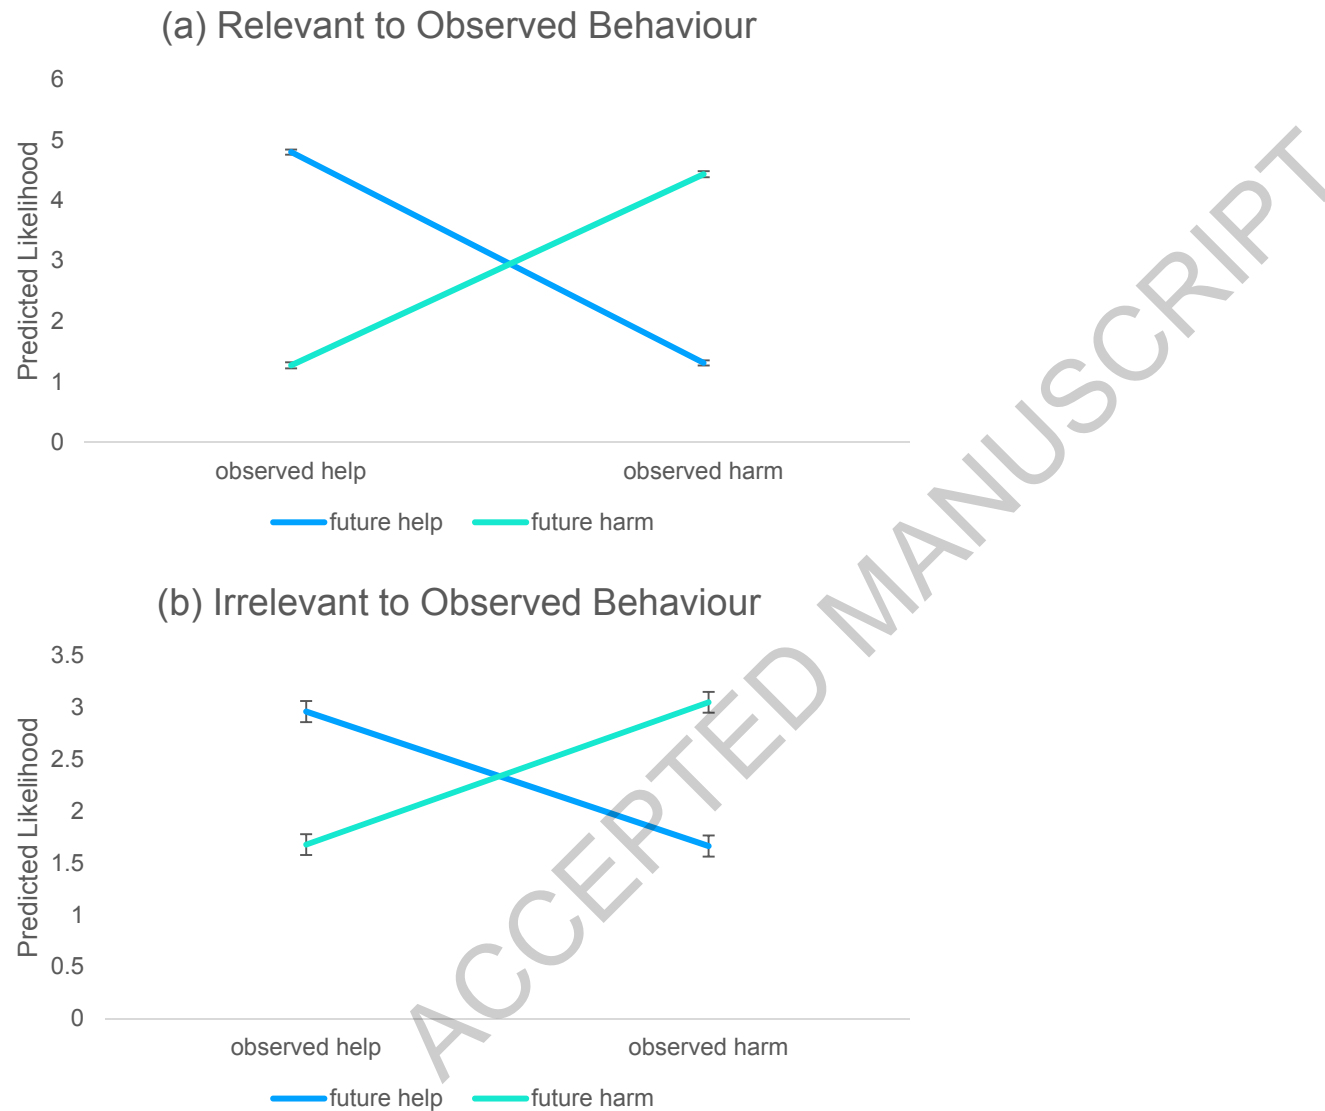 (a) Relevant to Observed Behaviour
6
5
4
3
2
1
0
Predicted Likelihood
observed help observed harm
future help future harm
(b) Irrelevant to Observed Behaviour
3.5
3
2.5
2
1.5
1
0.5
0
Predicted Likelihood
observed help observed harm
future help future harm
ACCEPTED MANUSCRIPT